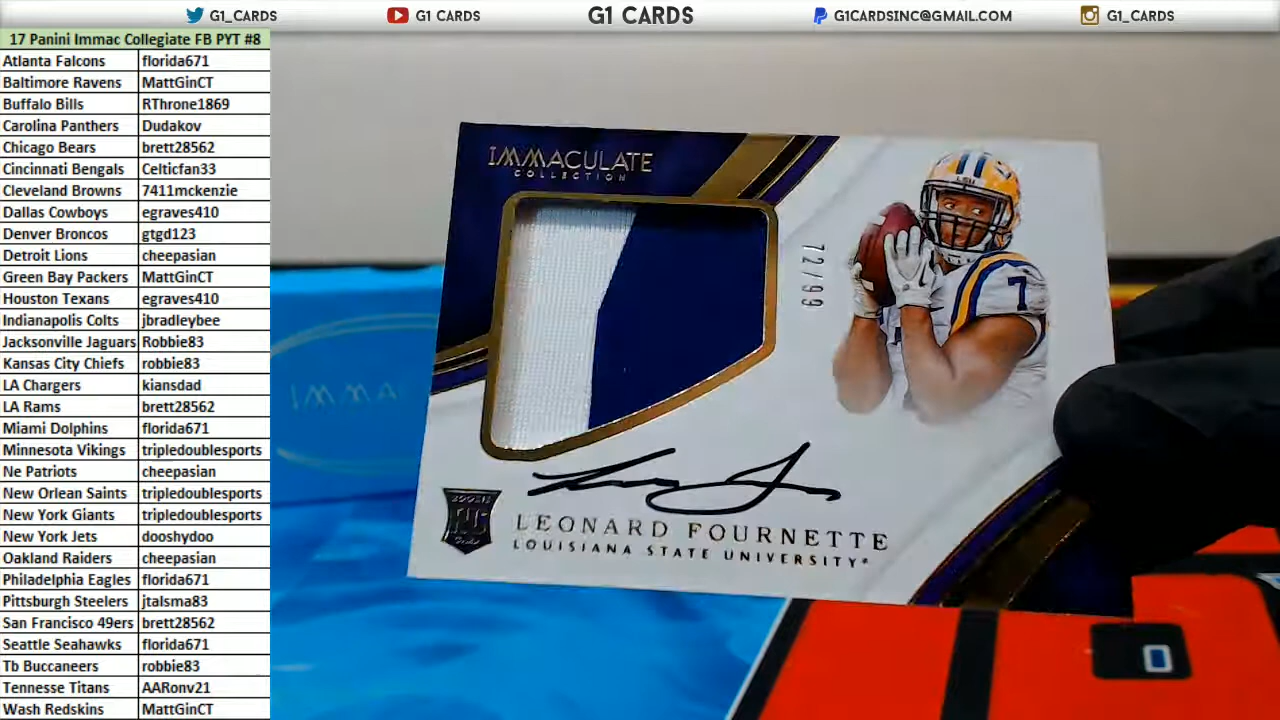 G1_CARDS G1 CARDS G1 CARDS G1CARDSINC@GMAIL.COM G1_CARDS
17 Panini Immac Collegiate FB PYT #8
Atlanta Falcons florida671
Baltimore Ravens MattGinCT
Buffalo Bills RThrone1869
Carolina Panthers Dudakov
Chicago Bears brett28562
Cincinnati Bengals Celticfan33
Cleveland Browns 7411mckenzie
Dallas Cowboys egraves410
Denver Broncos gtgd123
Detroit Lions cheepasian
Green Bay Packers MattGinCT
Houston Texans egraves410
Indianapolis Colts jbradleybee
Jacksonville Jaguars Robbie83
Kansas City Chiefs robbie83
LA Chargers kiansdad
LA Rams brett28562
Miami Dolphins florida671
Minnesota Vikings tripledoublesports
Ne Patriots cheepasian
New Orlean Saints tripledoublesports
New York Giants tripledoublesports
New York Jets dooshydoo
Oakland Raiders cheepasian
Philadelphia Eagles florida671
Pittsburgh Steelers jtalsma83
San Francisco 49ers brett28562
Seattle Seahawks florida671
Tb Buccaneers robbie83
Tennesse Titans AARonv21
Wash Redskins MattGinCT
IMMACULATE
COLLECTION
72/99
LSU
7
ROOKIE
LEONARD FOURNETTE
LOUISIANA STATE UNIVERSITY
IMMA